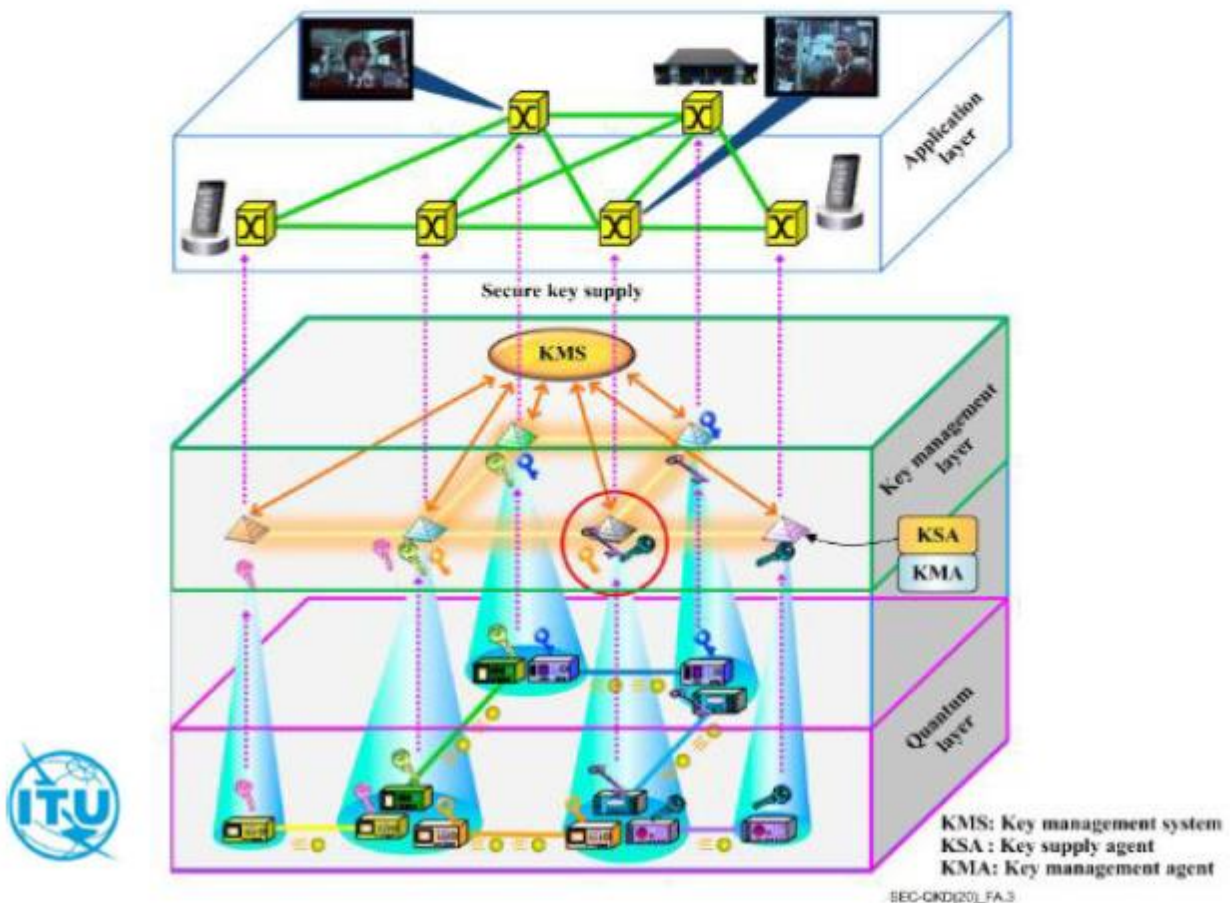 Application
layer
Secure key supply
KMS
Key management
layer
KSA
KMA
Quantum
layer
ITU
KMS: Key management system
KSA : Key supply agent
KMA: Key management agent
SEC-QKD(20)_FA.3